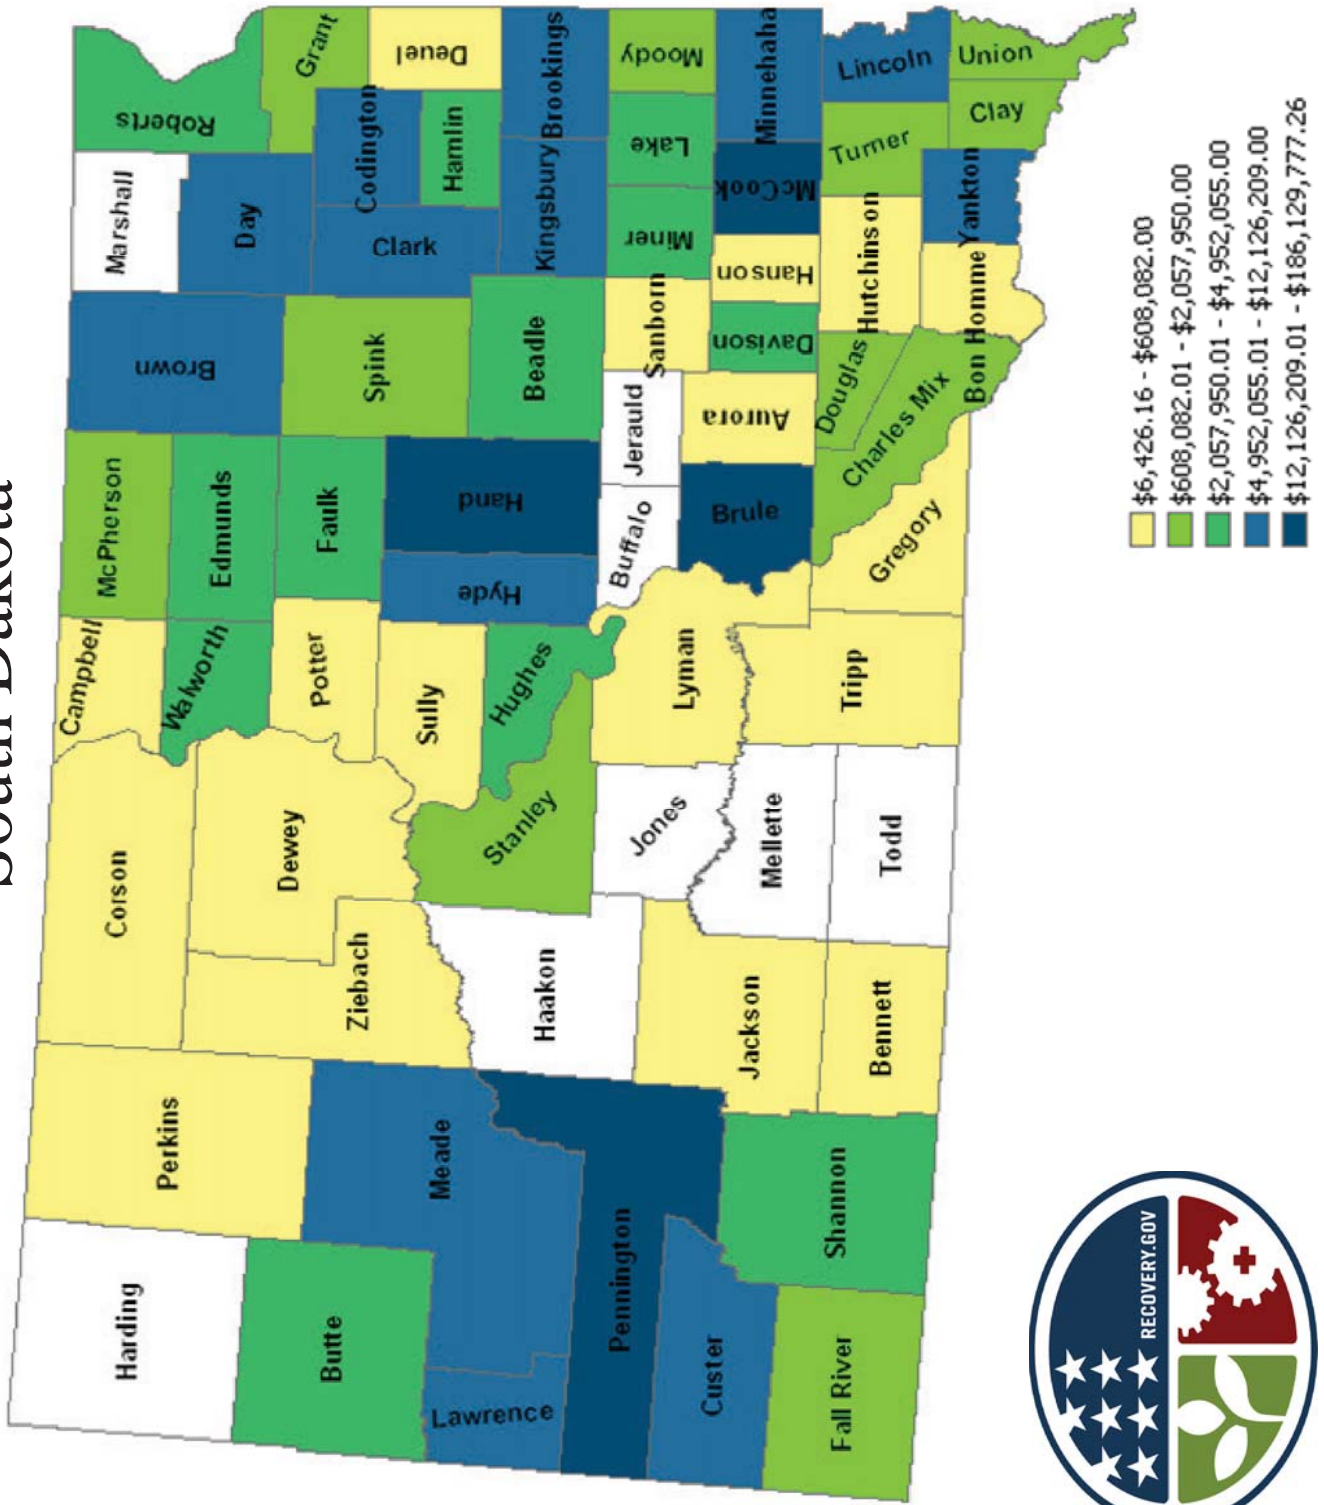 South Dakota
Harding
Perkins
Corson
Campbell
McPherson
Brown
Marshall
Roberts
Butte
Meade
Ziebach
Dewey
Walworth
Edmunds
Day
Grant
Potter
Faulk
Spink
Clark
Codington
Hamlin
Deuel
Lawrence
Pennington
Haakon
Stanley
Sully
Hughes
Hyde
Hand
Beadle
Kingsbury
Brookings
Custer
Jackson
Jones
Lyman
Buffalo
Jerauld
Sanborn
Miner
Lake
Moody
Fall River
Shannon
Bennett
Mellette
Todd
Tripp
Brule
Aurora
Davison
Hanson
McCook
Minnehaha
Gregory
Charles Mix
Douglas
Hutchinson
Turner
Lincoln
Bon Homme
Yankton
Clay
Union
$6,426.16 - $608,082.00
$608,082.01 - $2,057,950.00
$2,057,950.01 - $4,952,055.00
$4,952,055.01 - $12,126,209.00
$12,126,209.01 - $186,129,777.26
RECOVERY.GOV